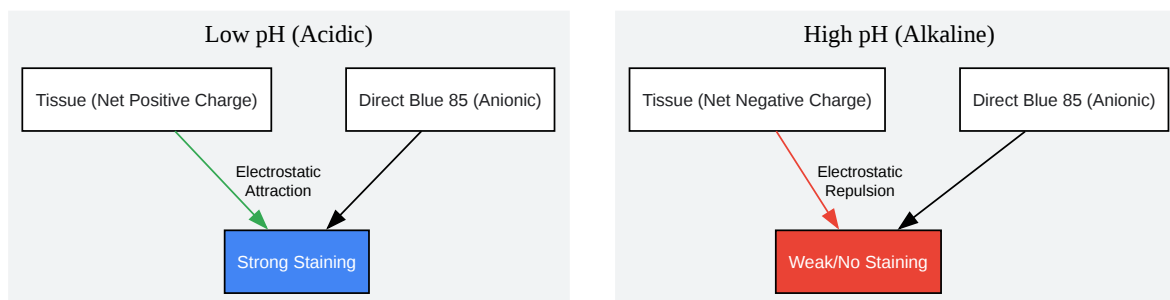 Low pH (Acidic)
Tissue (Net Positive Charge)
Direct Blue 85 (Anionic)
Electrostatic
Attraction
Strong Staining
High pH (Alkaline)
Tissue (Net Negative Charge)
Direct Blue 85 (Anionic)
Electrostatic
Repulsion
Weak/No Staining